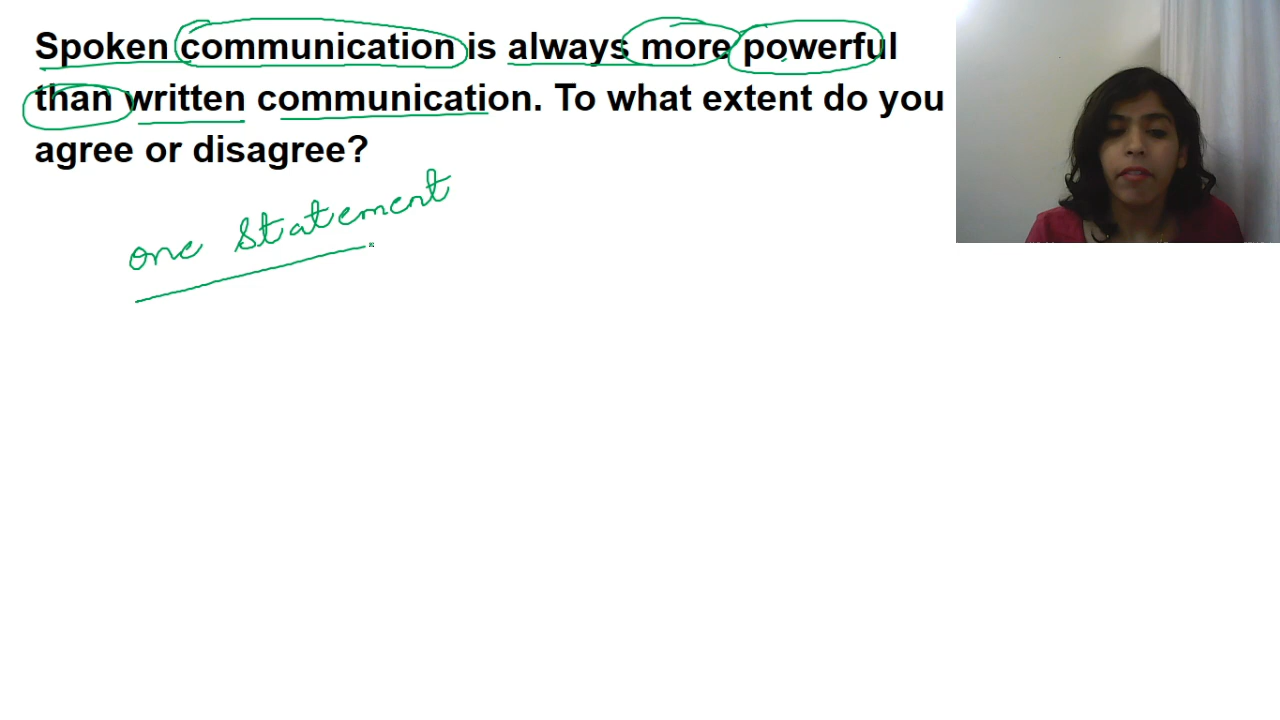 Spoken communication is always more powerful
than written communication. To what extent do you
agree or disagree?
one statement